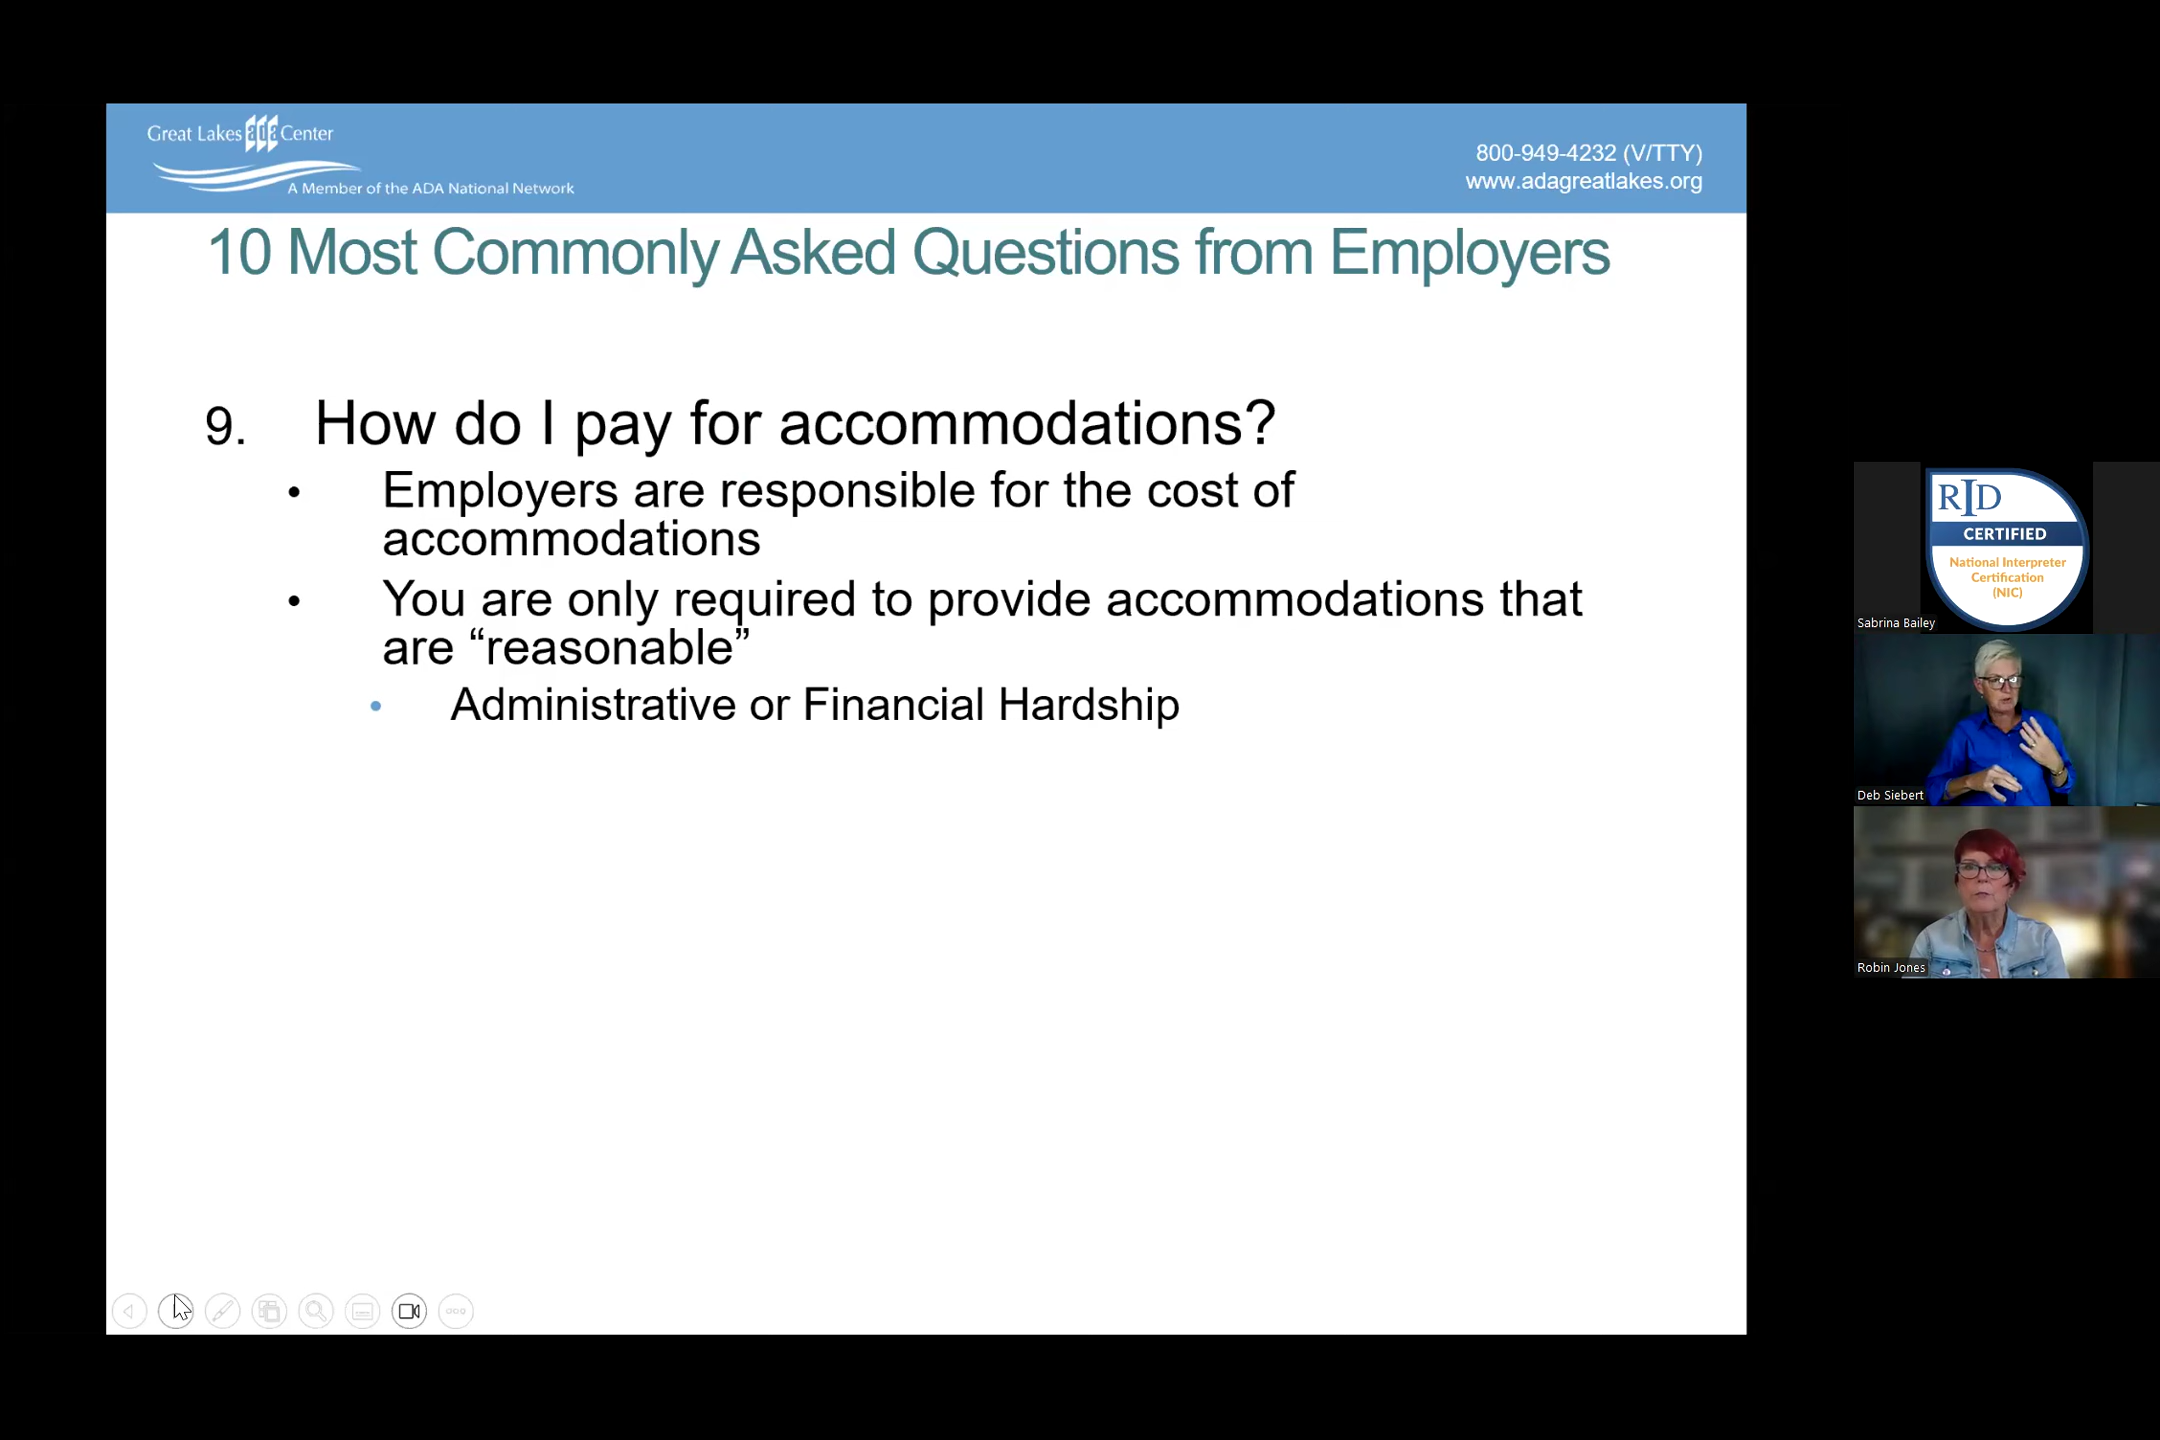 Great Lakes ada Center
A Member of the ADA National Network
800-949-4232 (V/TTY)
www.adagreatlakes.org
10 Most Commonly Asked Questions from Employers
9. How do I pay for accommodations?
• Employers are responsible for the cost of
accommodations
• You are only required to provide accommodations that
are “reasonable”
• Administrative or Financial Hardship
RID
CERTIFIED
National Interpreter
Certification
(NIC)
Sabrina Bailey
Deb Siebert
Robin Jones